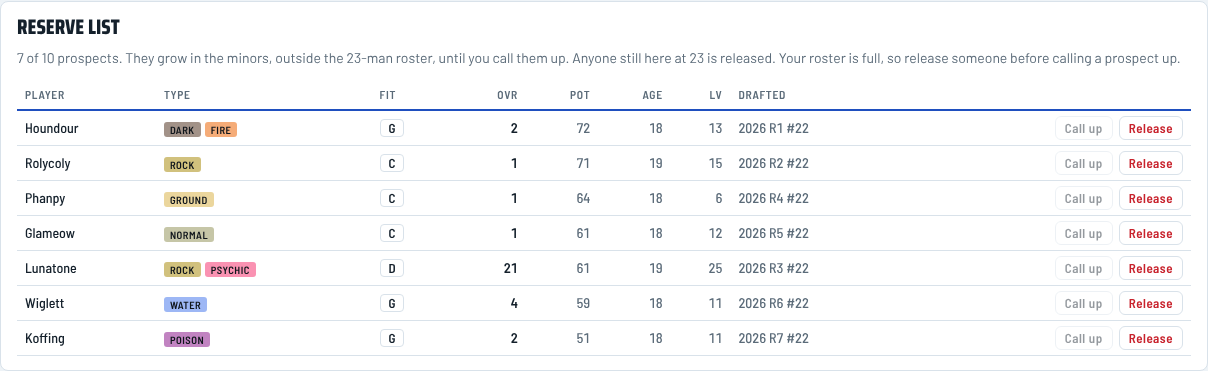 RESERVE LIST
7 of 10 prospects. They grow in the minors, outside the 23-man roster, until you call them up. Anyone still here at 23 is released. Your roster is full, so release someone before calling a prospect up.
PLAYER TYPE FIT OVR POT AGE LV DRAFTED
Houndour DARK FIRE G 2 72 18 13 2026 R1 #22 Call up Release
Rolycoly ROCK C 1 71 19 15 2026 R2 #22 Call up Release
Phanpy GROUND C 1 64 18 6 2026 R4 #22 Call up Release
Glameow NORMAL C 1 61 18 12 2026 R5 #22 Call up Release
Lunatone ROCK PSYCHIC D 21 61 19 25 2026 R3 #22 Call up Release
Wiglett WATER G 4 59 18 11 2026 R6 #22 Call up Release
Koffing POISON G 2 51 18 11 2026 R7 #22 Call up Release